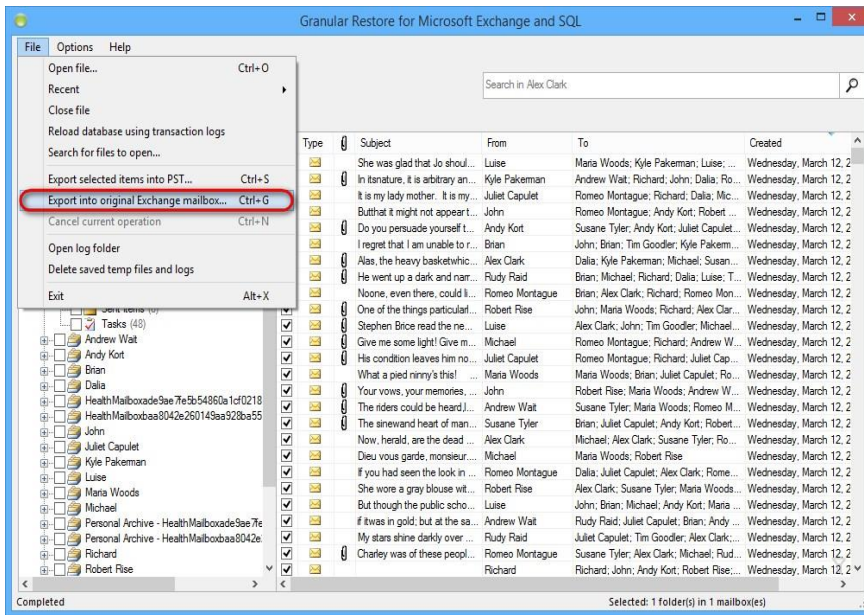 Granular Restore for Microsoft Exchange and SQL
File Options Help
Open file... Ctrl+O
Recent
Close file
Reload database using transaction logs
Search for files to open...
Export selected items into PST... Ctrl+S
Export into original Exchange mailbox... Ctrl+G
Cancel current operation Ctrl+N
Open log folder
Delete saved temp files and logs
Exit Alt+X
Search in Alex Clark
Sent Items
Tasks (48)
Andrew Wait
Andy Kort
Brian
Dalia
HealthMailboxade9ae7fe5b54860a1cf0218
HealthMailboxbaa8042e260149aa928ba55
John
Juliet Capulet
Kyle Pakerman
Luise
Maria Woods
Michael
Personal Archive - HealthMailboxade9ae7fe
Personal Archive - HealthMailboxbaa8042e
Richard
Robert Rise
Type Subject From To Created
She was glad that Jo shoul... Luise Maria Woods; Kyle Pakerman; Luise; ... Wednesday, March 12, 2
In itsnature, it is arbitrary an... Kyle Pakerman Andrew Wait; Richard; John; Dalia; Ro... Wednesday, March 12, 2
It is my lady mother. It is my... Juliet Capulet Romeo Montague; Richard; Dalia; Mic... Wednesday, March 12, 2
Butthat it might not appear t... John Romeo Montague; Andy Kort; Robert ... Wednesday, March 12, 2
Do you persuade yourself t... Andy Kort Susane Tyler; Andy Kort; Juliet Capulet... Wednesday, March 12, 2
I regret that I am unable to r... Brian John; Brian; Tim Goodler; Kyle Pakerm... Wednesday, March 12, 2
Alas, the heavy basketwhic... Alex Clark Dalia; Kyle Pakerman; Michael; Susan... Wednesday, March 12, 2
He went up a dark and narr... Rudy Raid Brian; Michael; Richard; Dalia; Luise; T... Wednesday, March 12, 2
Noone, even there, could li... Romeo Montague Brian; Alex Clark; Richard; Romeo Mon... Wednesday, March 12, 2
One of the things particularl... Robert Rise John; Maria Woods; Richard; Alex Clar... Wednesday, March 12, 2
Stephen Brice read the ne... Luise Alex Clark; John; Tim Goodler; Michael... Wednesday, March 12, 2
Give me some light! Give m... Michael Romeo Montague; Richard; Andrew W... Wednesday, March 12, 2
His condition leaves him no... Juliet Capulet Romeo Montague; Richard; Juliet Cap... Wednesday, March 12, 2
What a pied ninny's this! ... Maria Woods Maria Woods; Brian; Juliet Capulet; Ro... Wednesday, March 12, 2
Your vows, your memories, ... John Robert Rise; Maria Woods; Andrew W... Wednesday, March 12, 2
The riders could be heard,l... Andrew Wait Susane Tyler; Maria Woods; Romeo M... Wednesday, March 12, 2
The sinewand heart of man... Susane Tyler Brian; Juliet Capulet; Andy Kort; Robert... Wednesday, March 12, 2
Now, herald, are the dead ... Alex Clark Michael; Alex Clark; Susane Tyler; Ro... Wednesday, March 12, 2
Dieu vous garde, monsieur.... Michael Maria Woods; Robert Rise Wednesday, March 12, 2
If you had seen the look in ... Romeo Montague Dalia; Juliet Capulet; Alex Clark; Rome... Wednesday, March 12, 2
She wore a gray blouse wit... Robert Rise Alex Clark; Susane Tyler; Maria Woods... Wednesday, March 12, 2
But though the public scho... Luise John; Brian; Michael; Andy Kort; Maria ... Wednesday, March 12, 2
if itwas in gold; but at the sa... Andrew Wait Rudy Raid; Juliet Capulet; Brian; Andy ... Wednesday, March 12, 2
My stars shine darkly over ... Rudy Raid Juliet Capulet; Tim Goodler; Alex Clark;... Wednesday, March 12, 2
Charley was of these peopl... Romeo Montague Susane Tyler; Alex Clark; Michael; Rud... Wednesday, March 12, 2
Richard Richard; John; Andy Kort; Robert Rise;... Wednesday, March 12, 2
Completed Selected: 1 folder(s) in 1 mailbox(es)